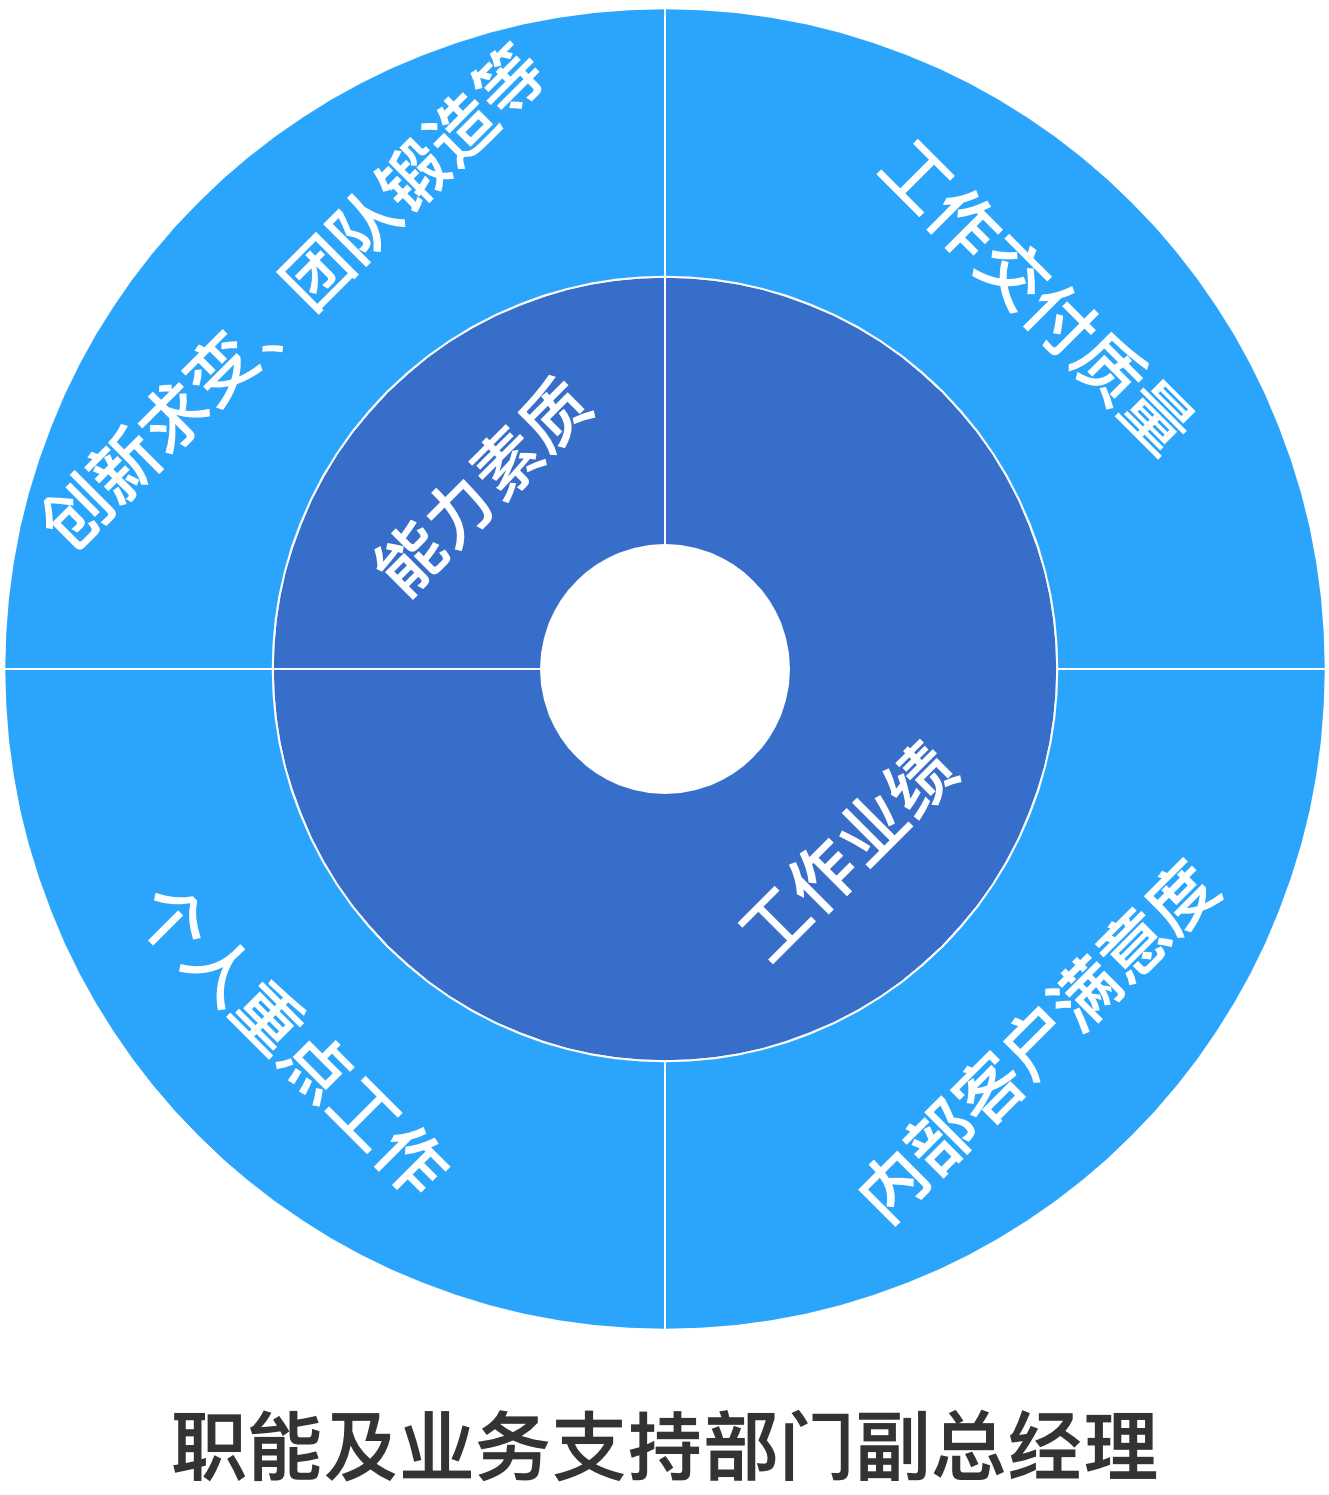 创新求变、团队锻造等
工作交付质量
能力素质
工作业绩
个人重点工作
内部客户满意度
职能及业务支持部门副总经理